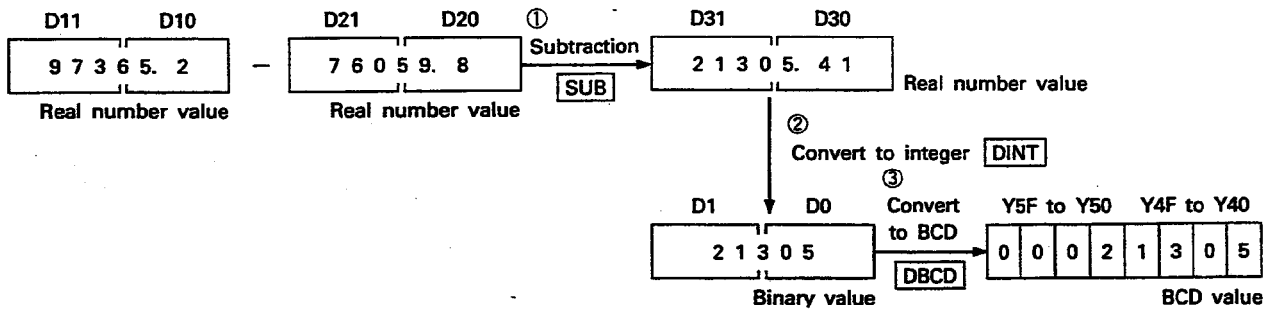 D11 D10 D21 D20 ① D31 D30
Subtraction
9 7 3 6 5. 2 − 7 6 0 5 9. 8 2 1 3 0 5. 4 1
SUB
Real number value
Real number value Real number value
②
Convert to integer DINT
③
D1 D0 Convert Y5F to Y50 Y4F to Y40
to BCD
2 1 3 0 5 0 0 0 2 1 3 0 5
DBCD
Binary value BCD value